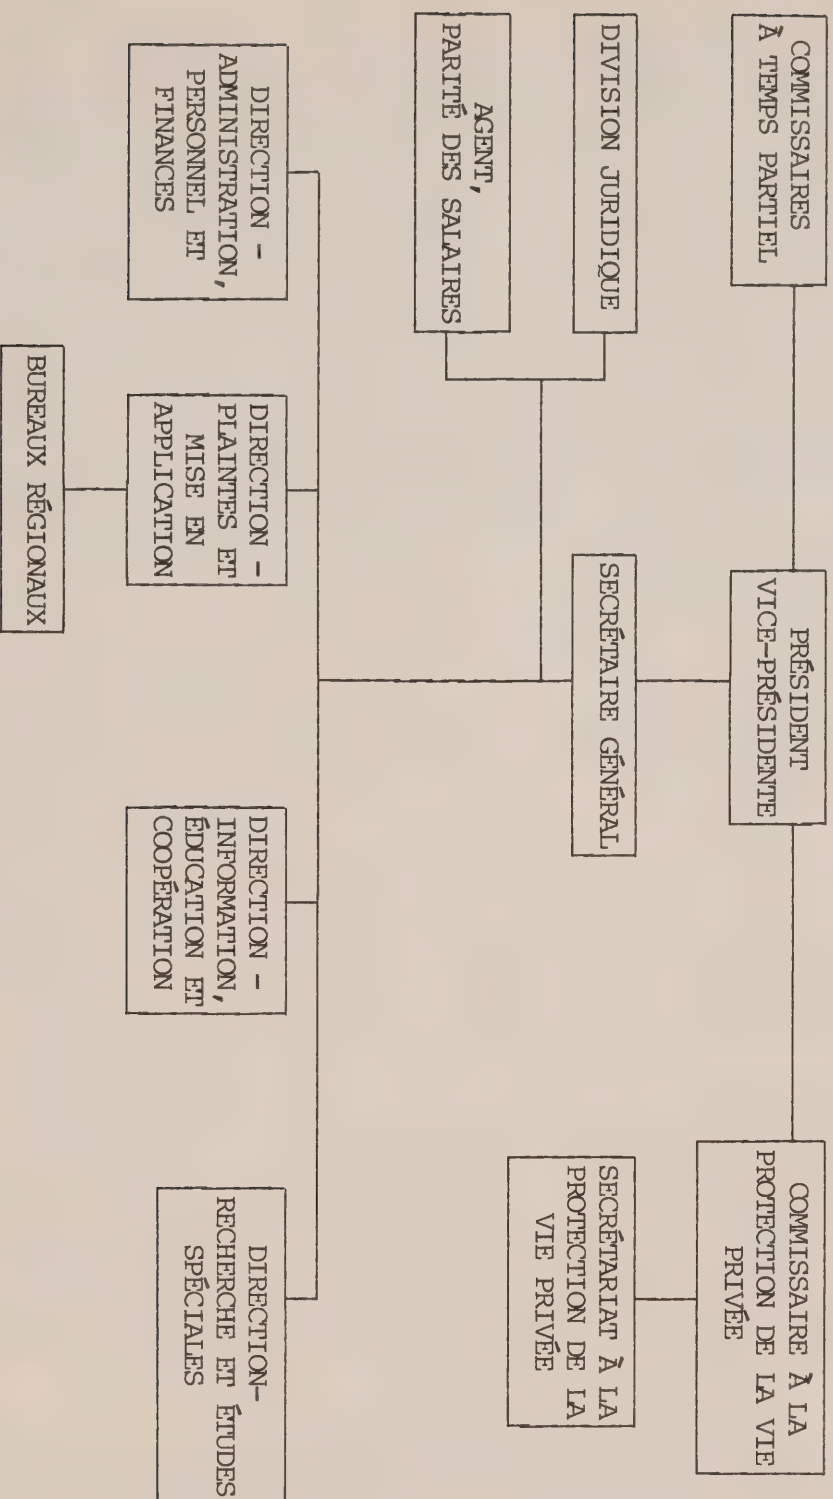 COMMISSAIRES
À TEMPS PARTIEL
PRÉSIDENT
VICE-PRÉSIDENTE
COMMISSAIRE À LA
PROTECTION DE LA VIE
PRIVÉE
DIVISION JURIDIQUE
SECRÉTAIRE GÉNÉRAL
SECRÉTARIAT À LA
PROTECTION DE LA
VIE PRIVÉE
AGENT,
PARITÉ DES SALAIRES
DIRECTION -
ADMINISTRATION,
PERSONNEL ET
FINANCES
DIRECTION -
PLAINTES ET
MISE EN
APPLICATION
DIRECTION -
INFORMATION,
ÉDUCATION ET
COOPÉRATION
DIRECTION-
RECHERCHE ET ÉTUDES
SPÉCIALES
BUREAUX RÉGIONAUX